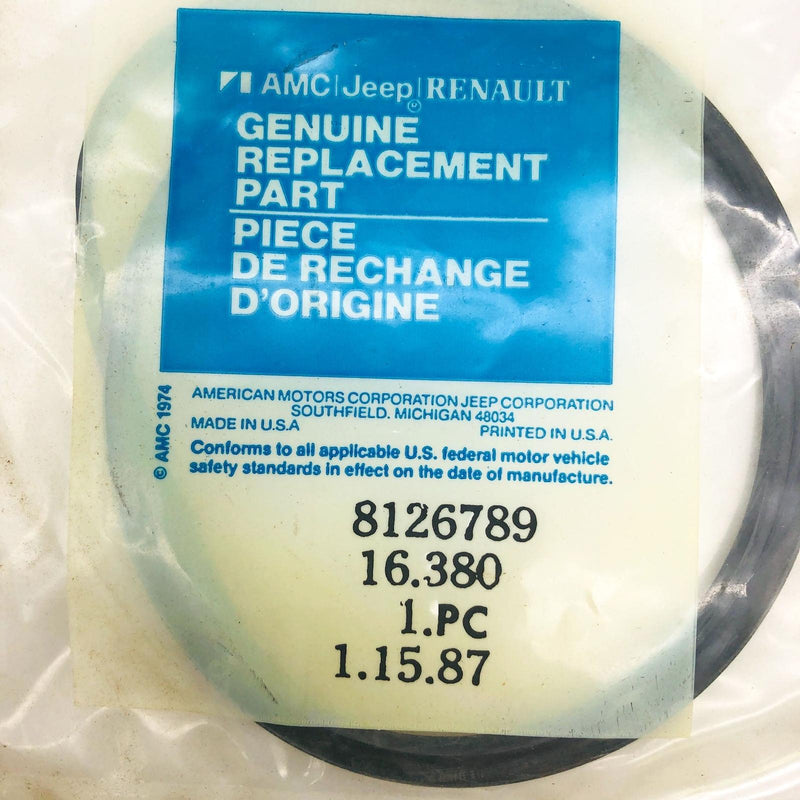 AMC|Jeep|RENAULT
GENUINE
REPLACEMENT
PART
PIECE
DE RECHANGE
D'ORIGINE
© AMC 1974
AMERICAN MOTORS CORPORATION JEEP CORPORATION
SOUTHFIELD. MICHIGAN 48034
MADE IN U.S.A
PRINTED IN U.S.A.
Conforms to all applicable U.S. federal motor vehicle
safety standards in effect on the date of manufacture.
8126789
16.380
1.PC
1.15.87